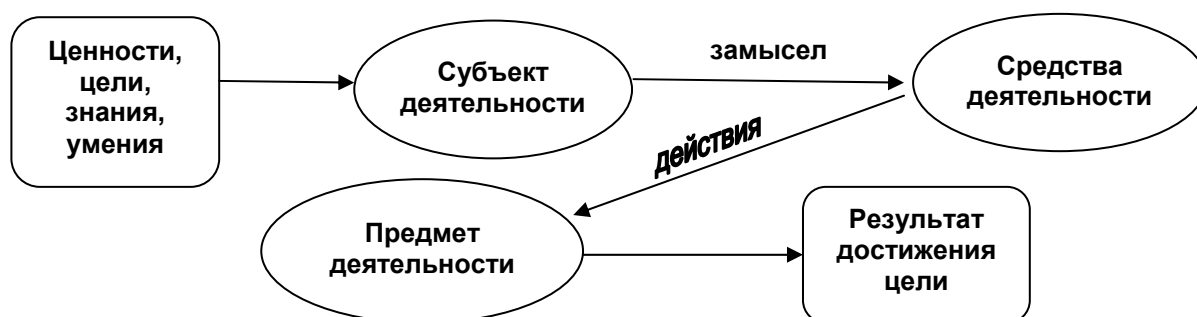 Ценности,
цели,
знания,
умения
Субъект
деятельности
замысел
Средства
деятельности
действия
Предмет
деятельности
Результат
достижения
цели